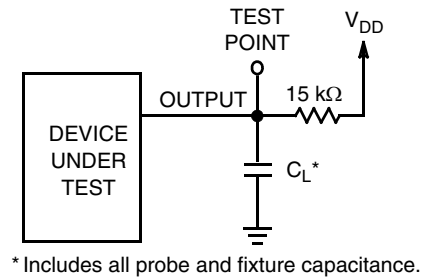 TEST
POINT
V_DD
OUTPUT
15 kΩ
DEVICE
UNDER
TEST
C_L*
* Includes all probe and fixture capacitance.